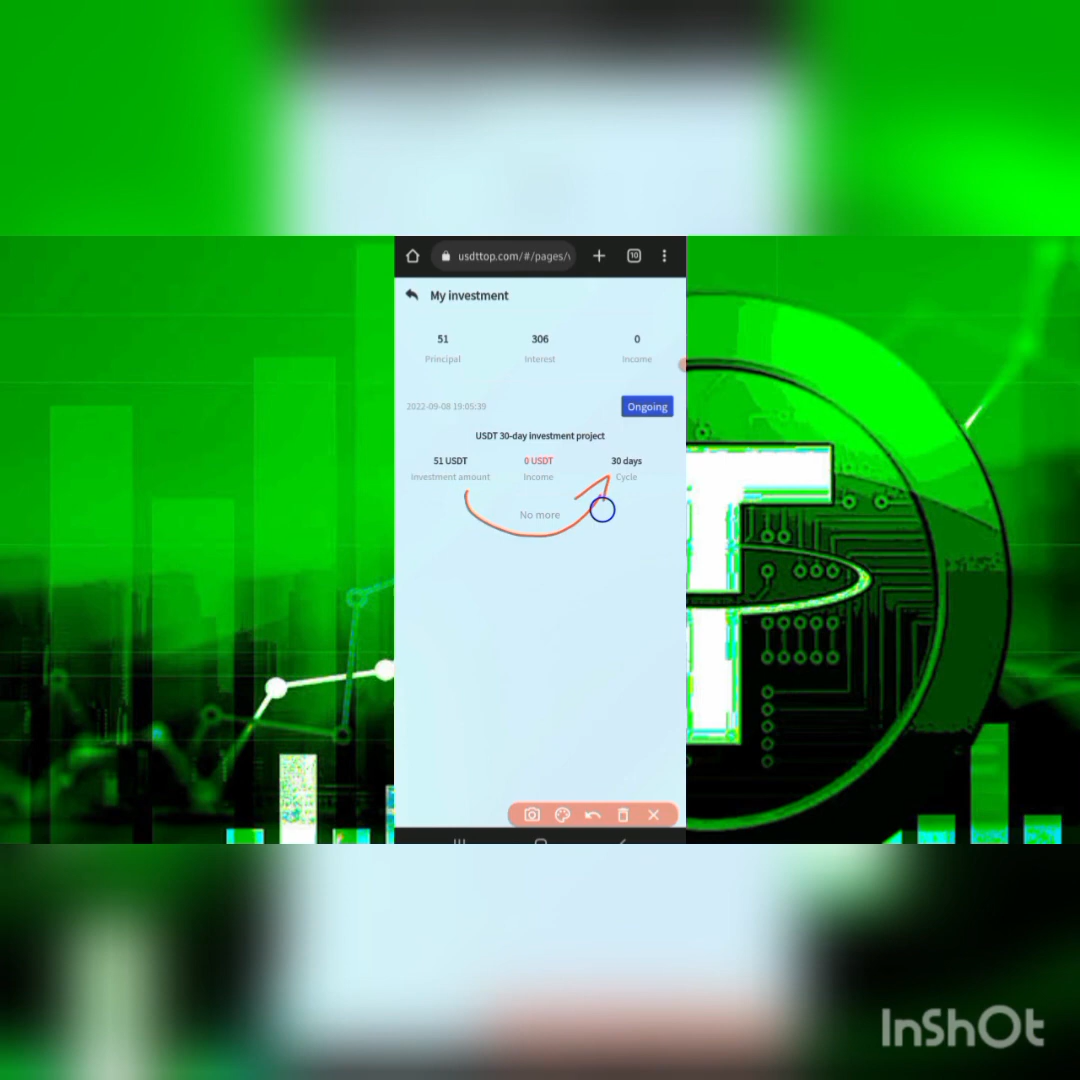 usdttop.com/#/pages/
10
My investment
51 306 0
Principal Interest Income
2022-09-08 19:05:39 Ongoing
USDT 30-day investment project
51 USDT 0 USDT 30 days
Investment amount Income Cycle
No more
InShOt